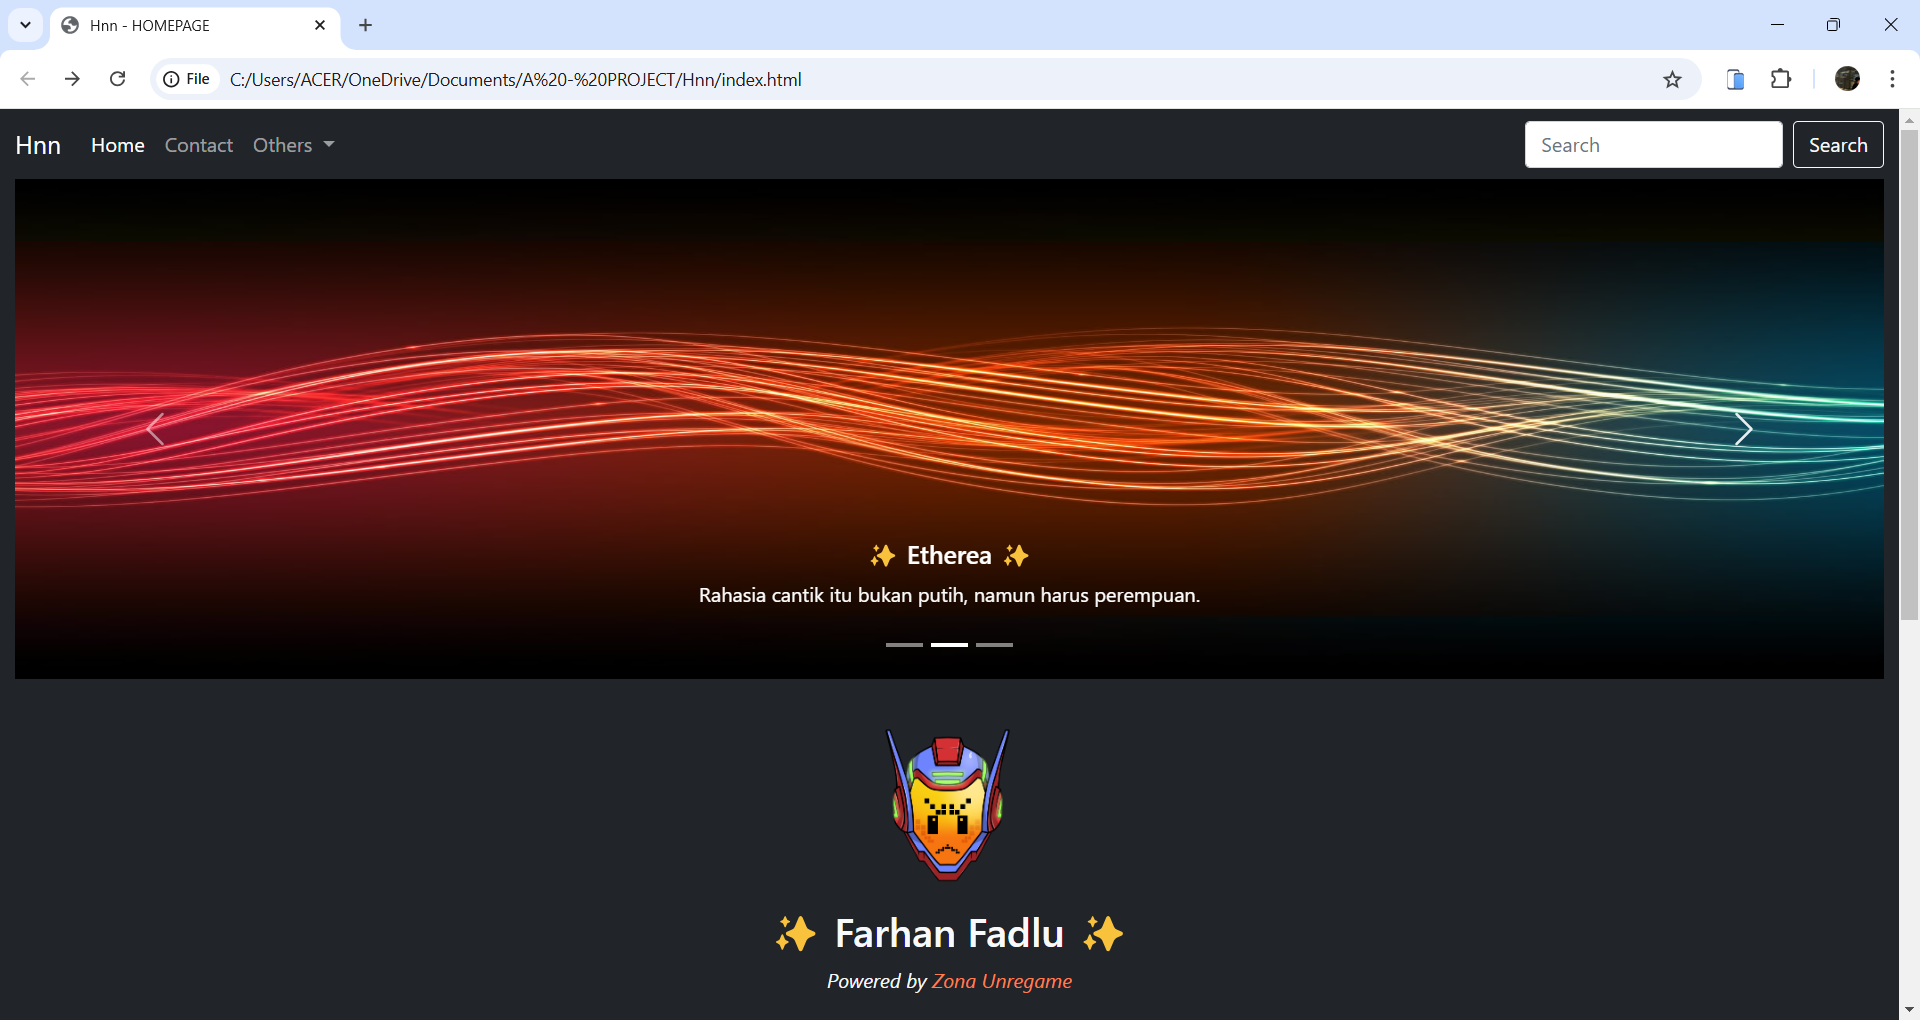 Hnn - HOMEPAGE
File C:/Users/ACER/OneDrive/Documents/A%20-%20PROJECT/Hnn/index.html
Hnn Home Contact Others Search Search
✨ Etherea ✨
Rahasia cantik itu bukan putih, namun harus perempuan.
✨ Farhan Fadlu ✨
Powered by Zona Unregame